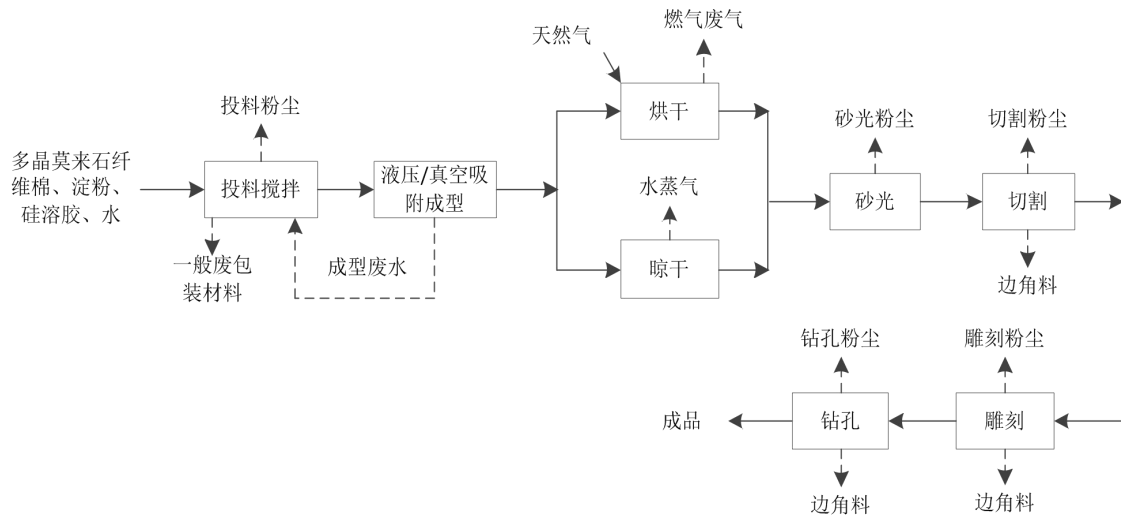 天然气
燃气废气
烘干
投料粉尘
多晶莫来石纤
维棉、淀粉、
硅溶胶、水
投料搅拌
液压/真空吸
附成型
一般废包
装材料
成型废水
水蒸气
晾干
砂光粉尘
砂光
切割粉尘
切割
边角料
钻孔粉尘
雕刻粉尘
成品
钻孔
雕刻
边角料
边角料